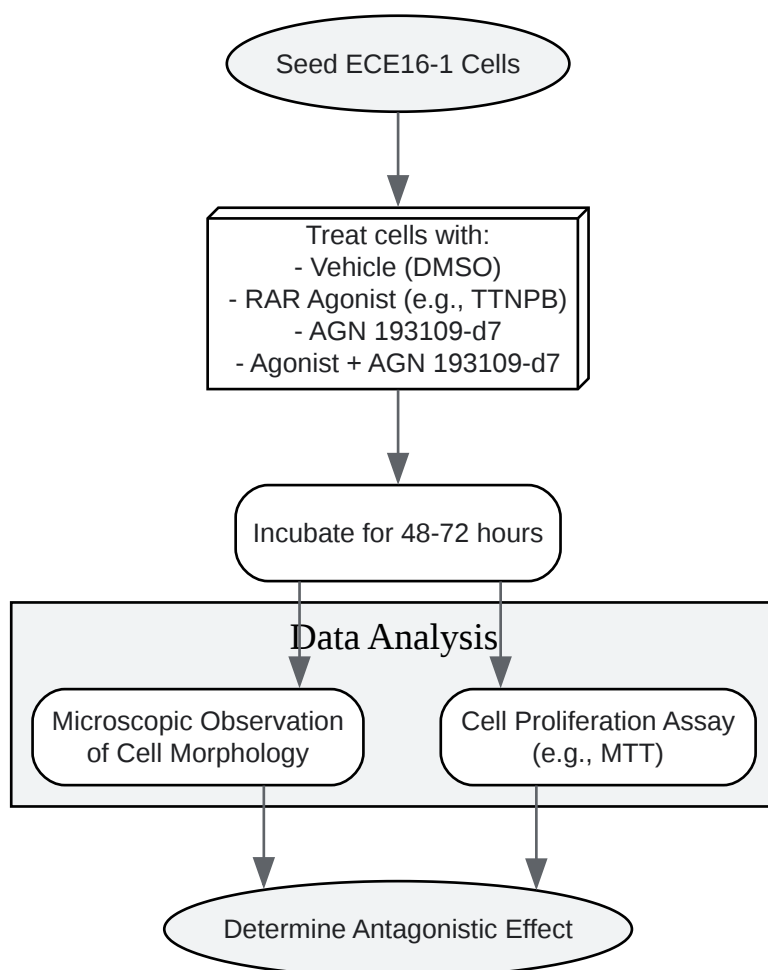 Seed ECE16-1 Cells
Treat cells with:
- Vehicle (DMSO)
- RAR Agonist (e.g., TTNPB)
- AGN 193109-d7
- Agonist + AGN 193109-d7
Incubate for 48-72 hours
Data Analysis
Microscopic Observation
of Cell Morphology
Cell Proliferation Assay
(e.g., MTT)
Determine Antagonistic Effect